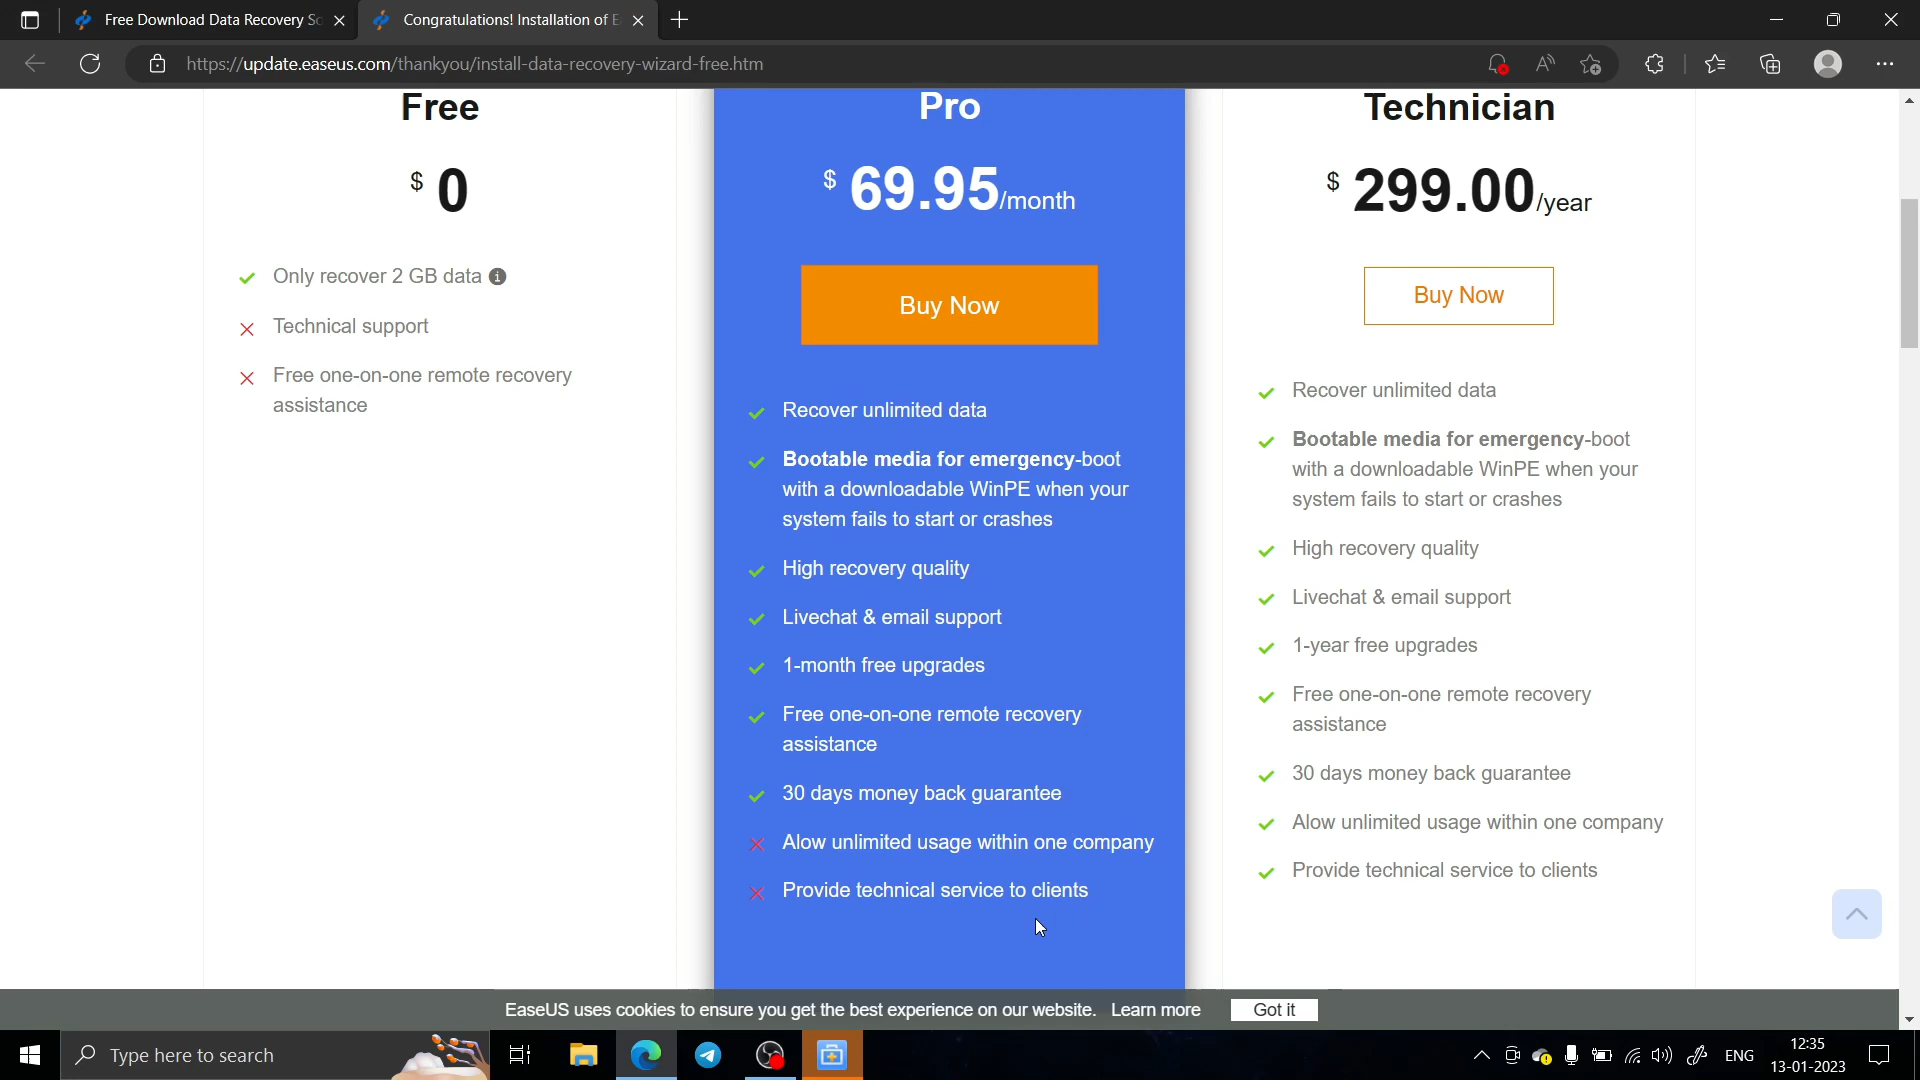 Free Download Data Recovery So
Congratulations! Installation of E
https://update.easeus.com/thankyou/install-data-recovery-wizard-free.htm
Free
$ 0
Only recover 2 GB data
Technical support
Free one-on-one remote recovery
assistance
Pro
$ 69.95/month
Buy Now
Recover unlimited data
Bootable media for emergency-boot
with a downloadable WinPE when your
system fails to start or crashes
High recovery quality
Livechat & email support
1-month free upgrades
Free one-on-one remote recovery
assistance
30 days money back guarantee
Alow unlimited usage within one company
Provide technical service to clients
Technician
$ 299.00/year
Buy Now
Recover unlimited data
Bootable media for emergency-boot
with a downloadable WinPE when your
system fails to start or crashes
High recovery quality
Livechat & email support
1-year free upgrades
Free one-on-one remote recovery
assistance
30 days money back guarantee
Alow unlimited usage within one company
Provide technical service to clients
EaseUS uses cookies to ensure you get the best experience on our website. Learn more Got it
Type here to search
ENG
12:35
13-01-2023